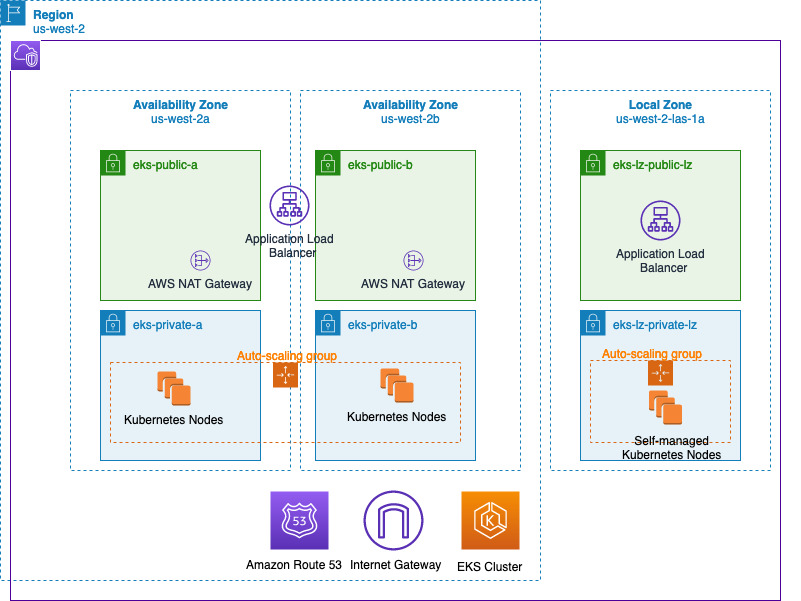 Region
us-west-2
Availability Zone
us-west-2a
Availability Zone
us-west-2b
Local Zone
us-west-2-las-1a
eks-public-a
eks-public-b
eks-lz-public-lz
Application Load
Balancer
Application Load
Balancer
AWS NAT Gateway
AWS NAT Gateway
eks-private-a
eks-private-b
eks-lz-private-lz
Auto-scaling group
Auto-scaling group
Kubernetes Nodes
Kubernetes Nodes
Self-managed
Kubernetes Nodes
53
K
Amazon Route 53
Internet Gateway
EKS Cluster